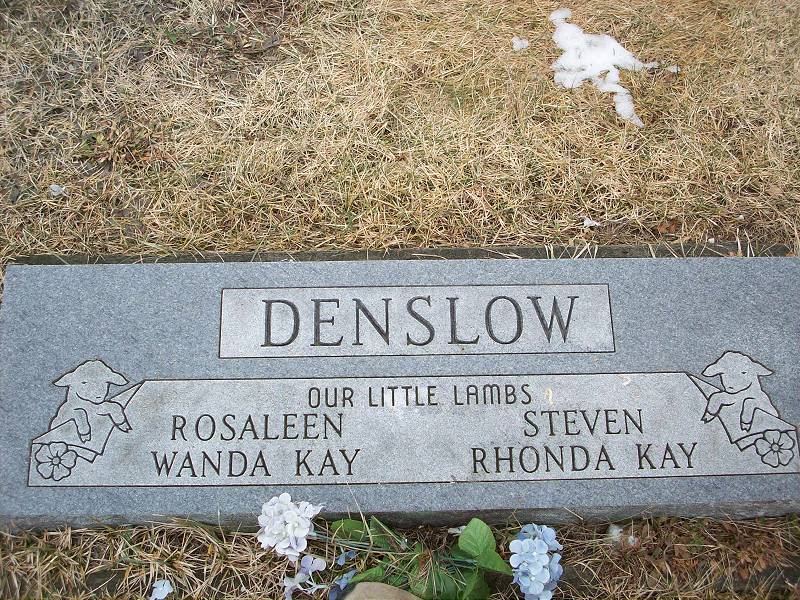 DENSLOW
OUR LITTLE LAMBS
ROSALEEN STEVEN
WANDA KAY RHONDA KAY